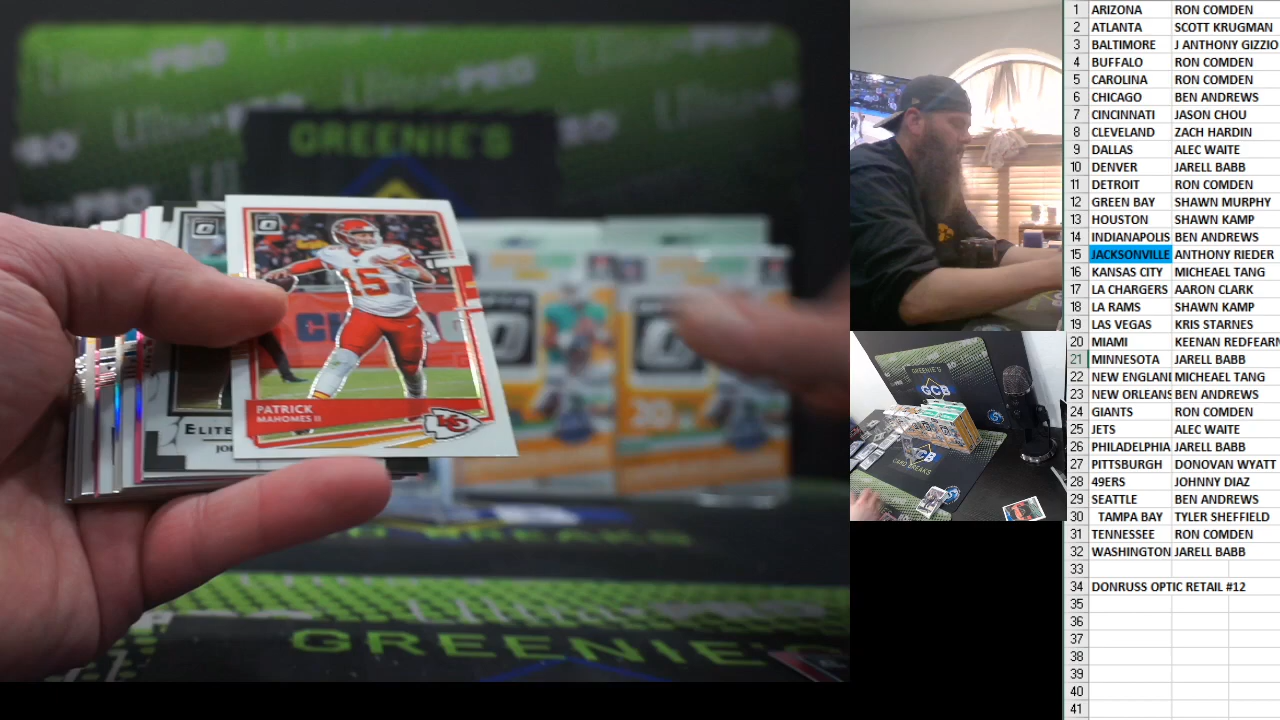 GREENIE'S
15
PATRICK
MAHOMES II
ELITE
GREENIE'S
GCB
GCB
CARD BREAKS
BREAKS
GREENIE'S
1 ARIZONA RON COMDEN
2 ATLANTA SCOTT KRUGMAN
3 BALTIMORE J ANTHONY GIZZIO
4 BUFFALO RON COMDEN
5 CAROLINA RON COMDEN
6 CHICAGO BEN ANDREWS
7 CINCINNATI JASON CHOU
8 CLEVELAND ZACH HARDIN
9 DALLAS ALEC WAITE
10 DENVER JARELL BABB
11 DETROIT RON COMDEN
12 GREEN BAY SHAWN MURPHY
13 HOUSTON SHAWN KAMP
14 INDIANAPOLIS BEN ANDREWS
15 JACKSONVILLE ANTHONY RIEDER
16 KANSAS CITY MICHEAEL TANG
17 LA CHARGERS AARON CLARK
18 LA RAMS SHAWN KAMP
19 LAS VEGAS KRIS STARNES
20 MIAMI KEENAN REDFEARN
21 MINNESOTA JARELL BABB
22 NEW ENGLAND MICHEAEL TANG
23 NEW ORLEANS BEN ANDREWS
24 GIANTS RON COMDEN
25 JETS ALEC WAITE
26 PHILADELPHIA JARELL BABB
27 PITTSBURGH DONOVAN WYATT
28 49ERS JOHNNY DIAZ
29 SEATTLE BEN ANDREWS
30 TAMPA BAY TYLER SHEFFIELD
31 TENNESSEE RON COMDEN
32 WASHINGTON JARELL BABB
33
34 DONRUSS OPTIC RETAIL #12
35
36
37
38
39
40
41